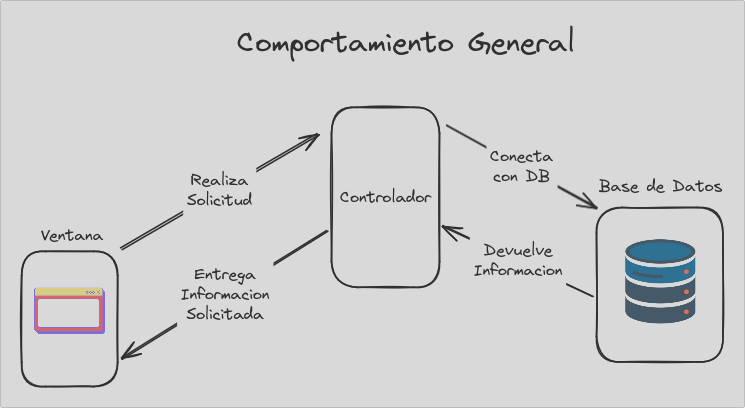 Comportamiento General
Realiza
Solicitud
Conecta
con DB
Base de Datos
Controlador
Ventana
Devuelve
Informacion
Entrega
Informacion
Solicitada